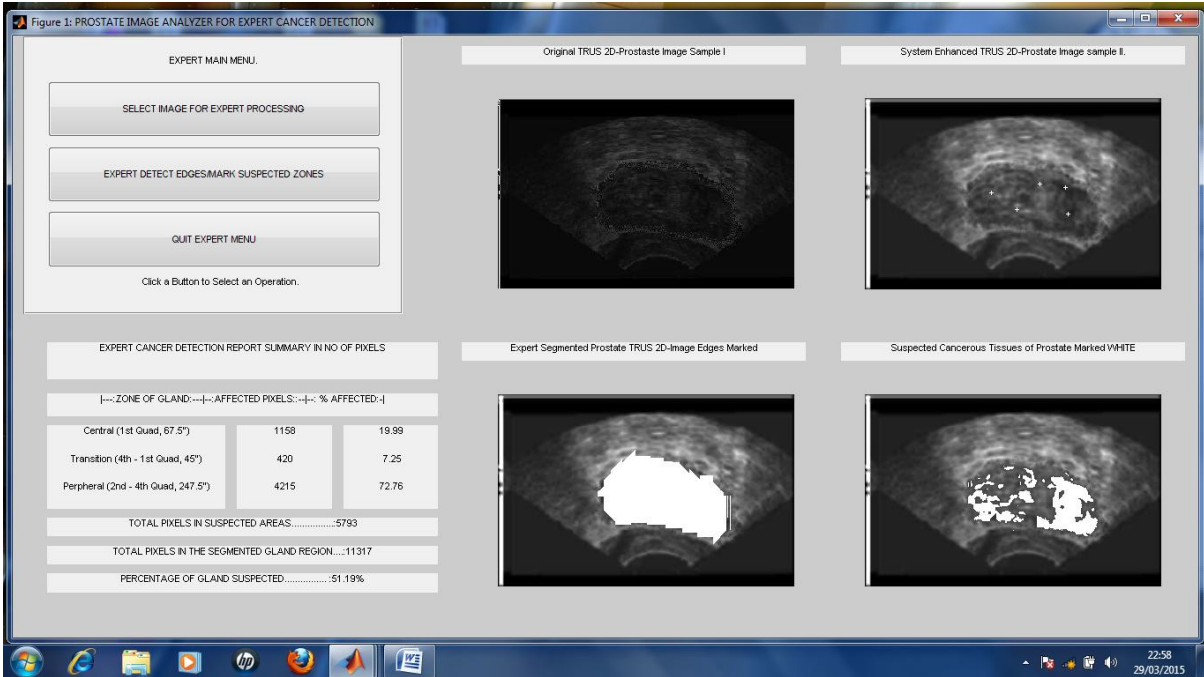 Figure 1: PROSTATE IMAGE ANALYZER FOR EXPERT CANCER DETECTION
EXPERT MAIN MENU.
SELECT IMAGE FOR EXPERT PROCESSING
EXPERT DETECT EDGES/MARK SUSPECTED ZONES
QUIT EXPERT MENU
Click a Button to Select an Operation.
Original TRUS 2D-Prostaste Image Sample I
System Enhanced TRUS 2D-Prostate Image sample II.
EXPERT CANCER DETECTION REPORT SUMMARY IN NO OF PIXELS
|---:ZONE OF GLAND:---|--:AFFECTED PIXELS::--|--: % AFFECTED:-|
Central (1st Quad, 67.5") 1158 19.99
Transition (4th - 1st Quad, 45") 420 7.25
Perpheral (2nd - 4th Quad, 247.5") 4215 72.76
TOTAL PIXELS IN SUSPECTED AREAS...............:5793
TOTAL PIXELS IN THE SEGMENTED GLAND REGION....:11317
PERCENTAGE OF GLAND SUSPECTED................:51.19%
Expert Segmented Prostate TRUS 2D-Image Edges Marked
Suspected Cancerous Tissues of Prostate Marked WHITE
hp
W
22:58
29/03/2015